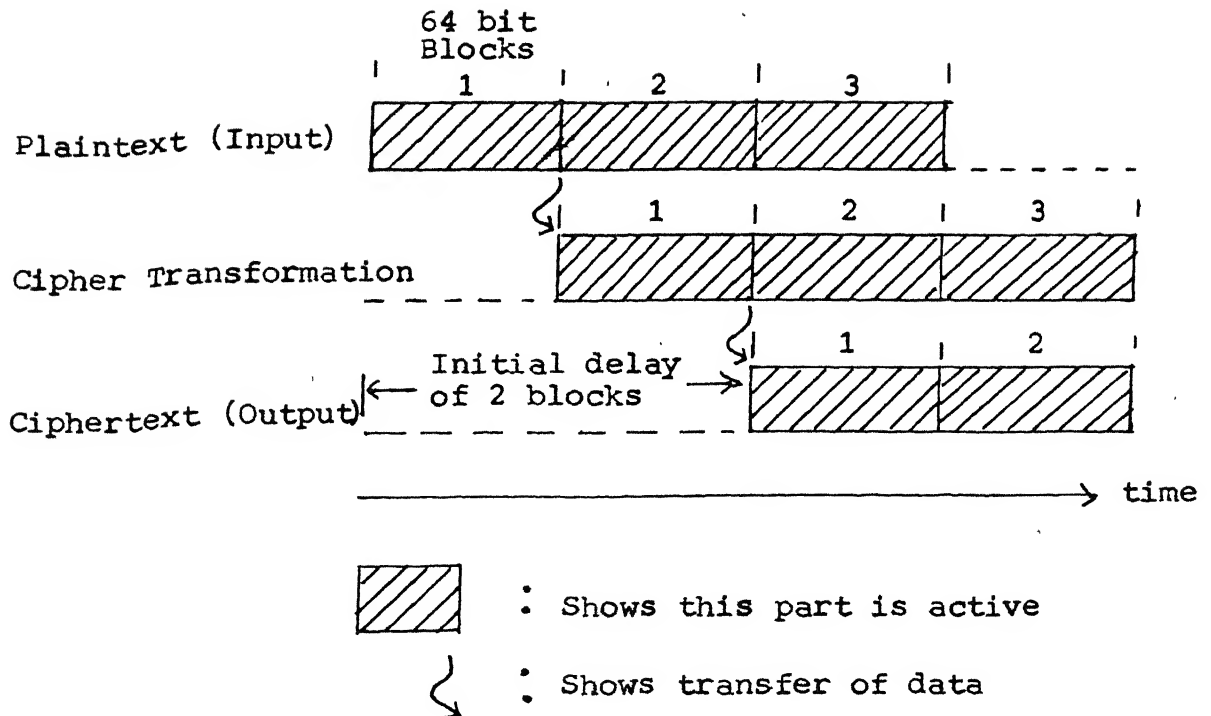 64 bit
Blocks
1 2 3
Plaintext (Input)
1 2 3
Cipher Transformation
1 2
Initial delay
of 2 blocks
Ciphertext (Output)
time
: Shows this part is active
: Shows transfer of data